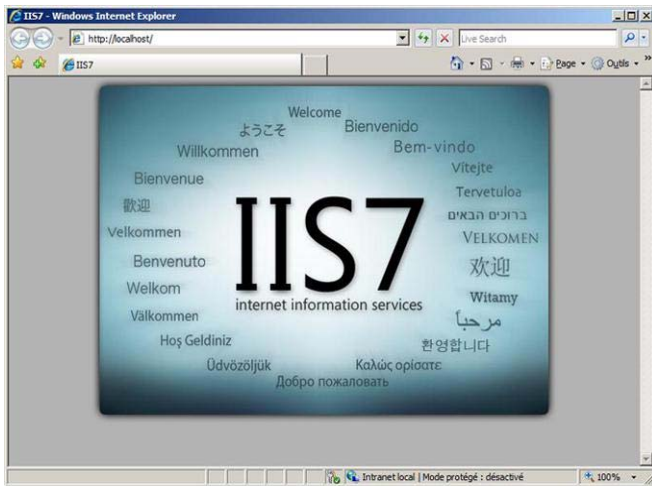 IIS7 - Windows Internet Explorer
http://localhost/
Live Search
IIS7
Page
Outils
Welcome
ようこそ
Bienvenido
Willkommen
Bem-vindo
Vítejte
Bienvenue
Tervetuloa
歡迎
ברוכים הבאים
Velkommen
VELKOMEN
Benvenuto
欢迎
IIS7
internet information services
Welkom
Witamy
Välkommen
مرحباً
Hoş Geldiniz
환영합니다
Üdvözöljük
Καλώς ορίσατε
Добро пожаловать
Intranet local | Mode protégé : désactivé
100%